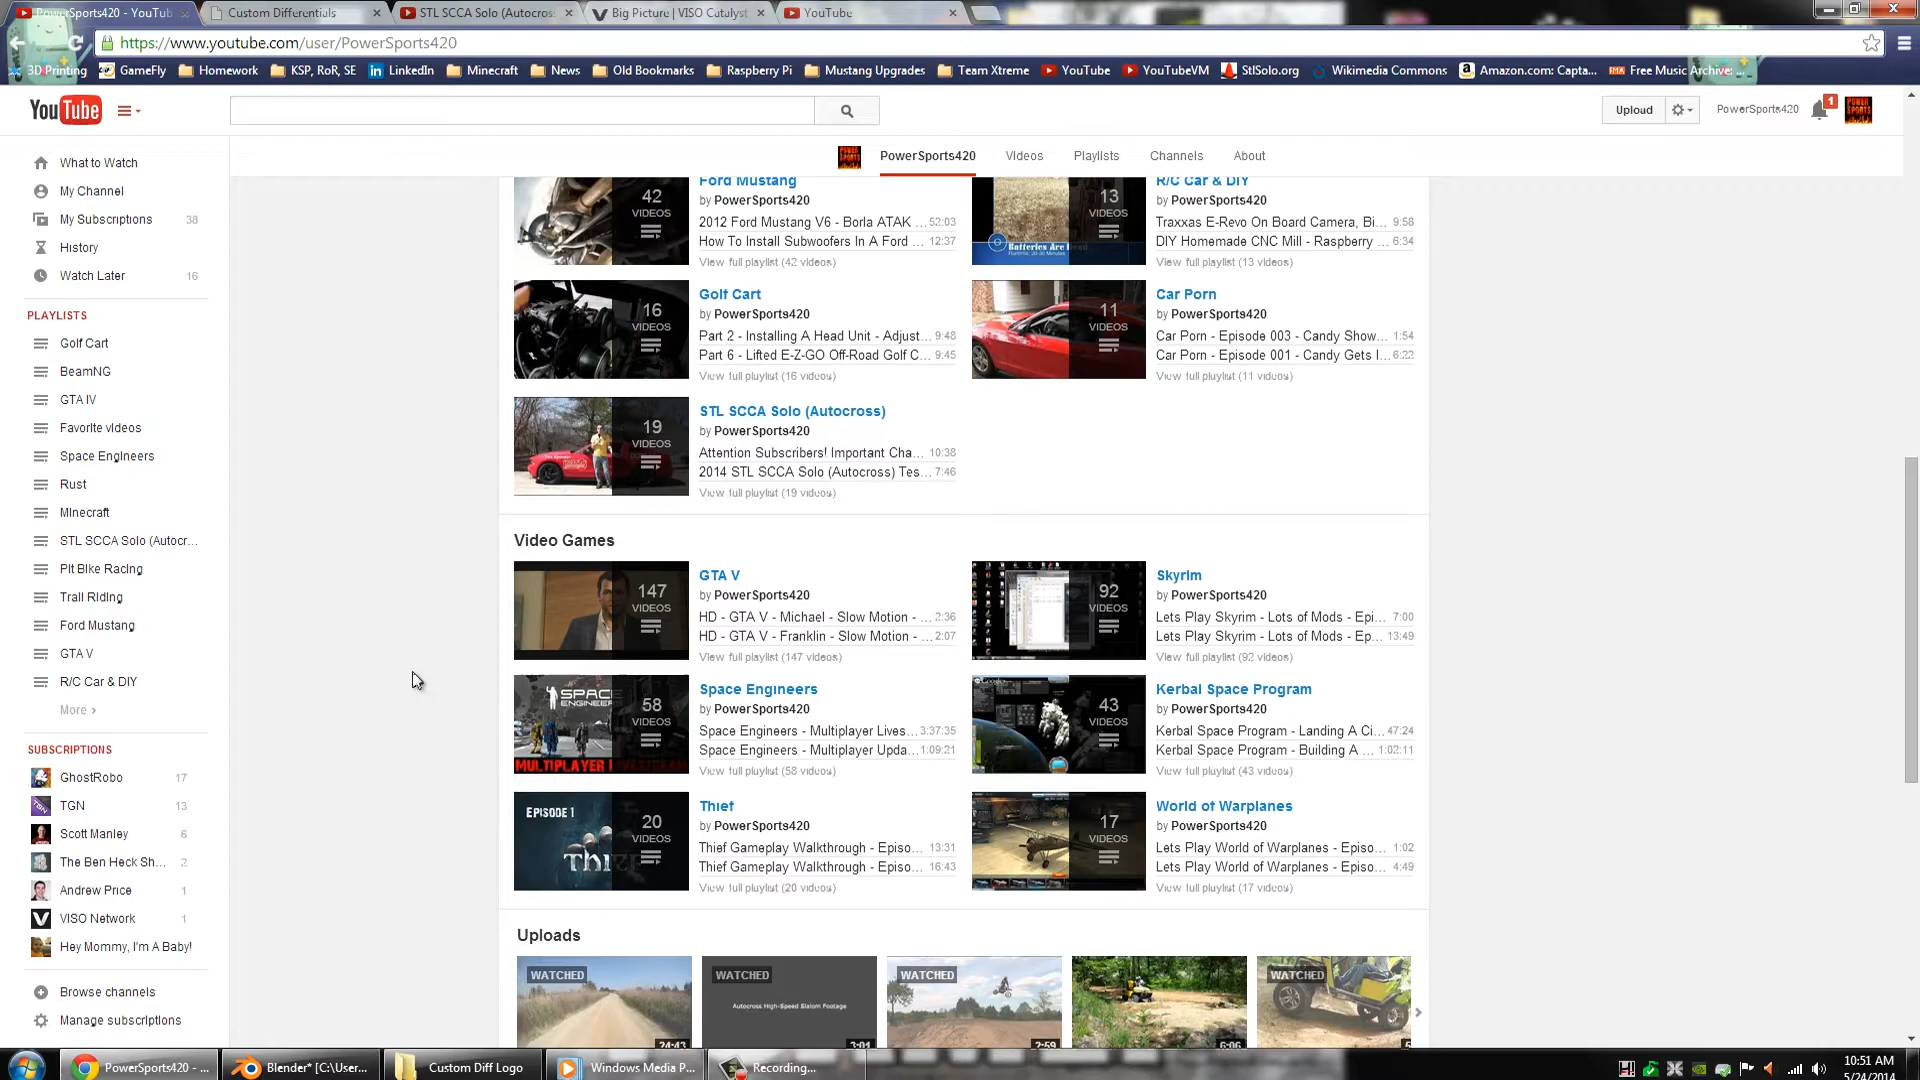 PowerSports420 - YouTub
Custom Differentials
STL SCCA Solo (Autocros
Big Picture | VISO Catalyst
YouTube
https://www.youtube.com/user/PowerSports420
3D Printing
GameFly
Homework
KSP, RoR, SE
LinkedIn
Minecraft
News
Old Bookmarks
Raspberry Pi
Mustang Upgrades
Team Xtreme
YouTube
YouTubeVM
StlSolo.org
Wikimedia Commons
Amazon.com: Capta...
Free Music Archive: ...
YouTube
Upload
PowerSports420
1
PowerSports420
Videos
Playlists
Channels
About
What to Watch
My Channel
My Subscriptions 38
History
Watch Later 16
PLAYLISTS
Golf Cart
BeamNG
GTA IV
Favorite videos
Space Engineers
Rust
Minecraft
STL SCCA Solo (Autocr...
Pit Bike Racing
Trail Riding
Ford Mustang
GTA V
R/C Car & DIY
More ›
SUBSCRIPTIONS
GhostRobo 17
TGN 13
Scott Manley 6
The Ben Heck Sh... 2
Andrew Price 1
VISO Network 1
Hey Mommy, I'm A Baby!
Browse channels
Manage subscriptions
42
VIDEOS
Ford Mustang
by PowerSports420
2012 Ford Mustang V6 - Borla ATAK ... 52:03
How To Install Subwoofers In A Ford ... 12:37
View full playlist (42 videos)
Batteries Are Dead
13
VIDEOS
R/C Car & DIY
by PowerSports420
Traxxas E-Revo On Board Camera, Bi... 9:58
DIY Homemade CNC Mill - Raspberry ... 6:34
View full playlist (13 videos)
16
VIDEOS
Golf Cart
by PowerSports420
Part 2 - Installing A Head Unit - Adjust... 9:48
Part 6 - Lifted E-Z-GO Off-Road Golf C... 9:45
View full playlist (16 videos)
11
VIDEOS
Car Porn
by PowerSports420
Car Porn - Episode 003 - Candy Show... 1:54
Car Porn - Episode 001 - Candy Gets I... 6:22
View full playlist (11 videos)
19
VIDEOS
STL SCCA Solo (Autocross)
by PowerSports420
Attention Subscribers! Important Cha... 10:38
2014 STL SCCA Solo (Autocross) Tes... 7:46
View full playlist (19 videos)
Video Games
147
VIDEOS
GTA V
by PowerSports420
HD - GTA V - Michael - Slow Motion - ... 2:36
HD - GTA V - Franklin - Slow Motion - ... 2:07
View full playlist (147 videos)
92
VIDEOS
Skyrim
by PowerSports420
Lets Play Skyrim - Lots of Mods - Epi... 7:00
Lets Play Skyrim - Lots of Mods - Ep... 13:49
View full playlist (92 videos)
58
VIDEOS
Space Engineers
by PowerSports420
Space Engineers - Multiplayer Lives... 3:37:35
Space Engineers - Multiplayer Upda... 1:09:21
View full playlist (58 videos)
43
VIDEOS
Kerbal Space Program
by PowerSports420
Kerbal Space Program - Landing A Ci... 47:24
Kerbal Space Program - Building A ... 1:02:11
View full playlist (43 videos)
EPISODE 1
20
VIDEOS
Thief
by PowerSports420
Thief Gameplay Walkthrough - Episo... 13:31
Thief Gameplay Walkthrough - Episo... 16:43
View full playlist (20 videos)
17
VIDEOS
World of Warplanes
by PowerSports420
Lets Play World of Warplanes - Episo... 1:02
Lets Play World of Warplanes - Episo... 4:49
View full playlist (17 videos)
Uploads
WATCHED
24:43
WATCHED
Autocross High-Speed Slalom Footage
3:01
WATCHED
2:59
6:06
WATCHED
PowerSports420 - ...
Blender* [C:\User...
Custom Diff Logo
Windows Media P...
Recording...
10:51 AM
5/24/2014